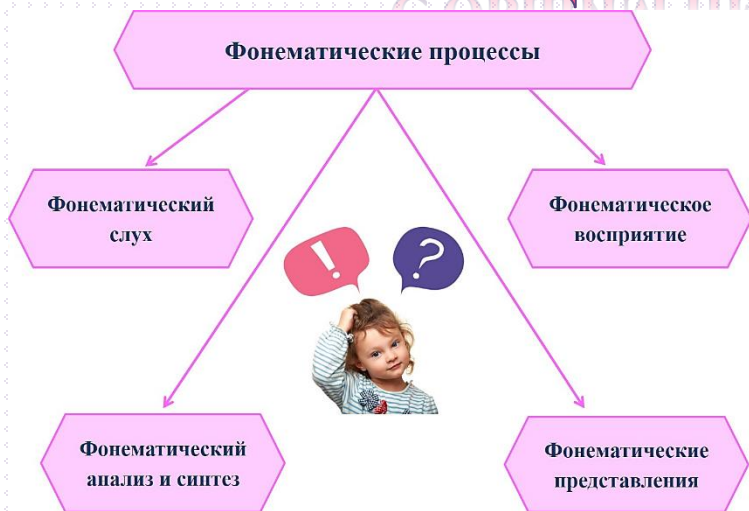 Фонематические процессы
Фонематический
слух
Фонематическое
восприятие
! ?
Фонематический
анализ и синтез
Фонематические
представления